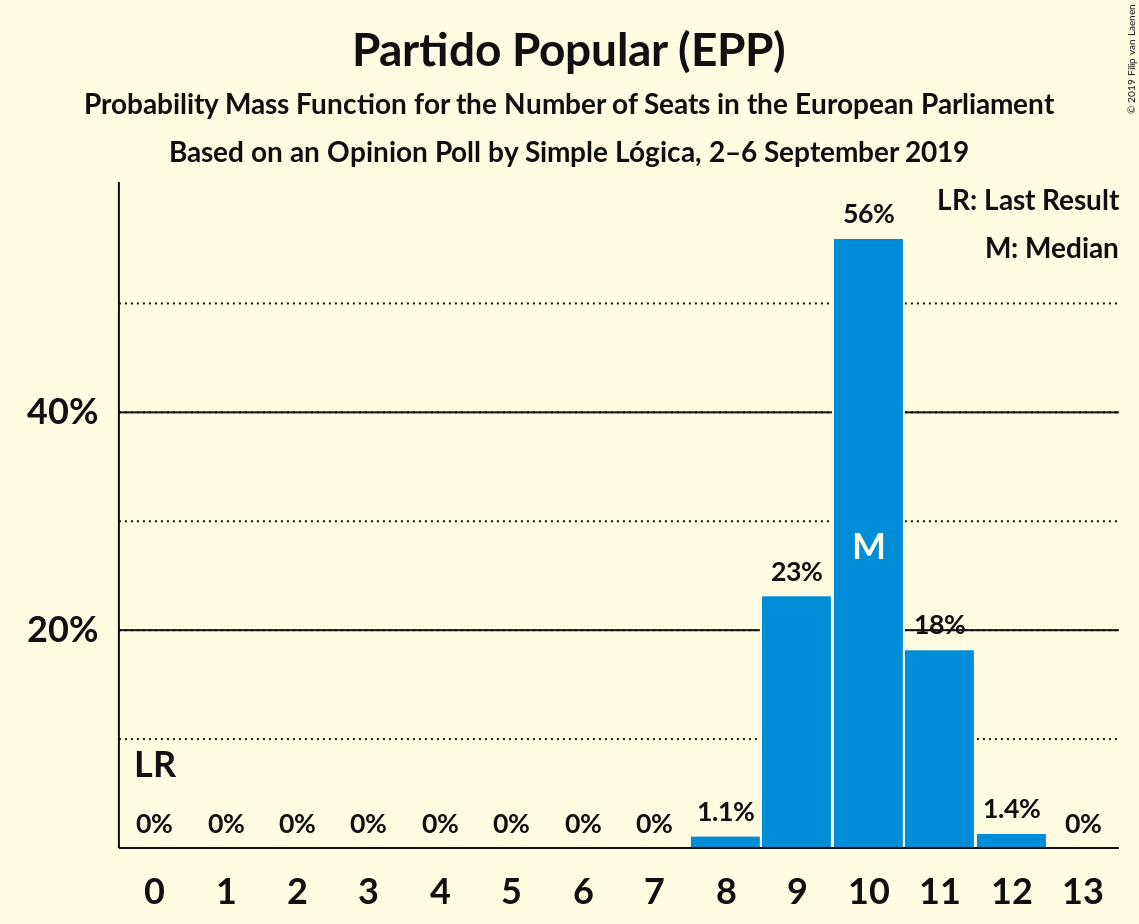 Partido Popular (EPP)
Probability Mass Function for the Number of Seats in the European Parliament
Based on an Opinion Poll by Simple Lógica, 2–6 September 2019
© 2019 Filip van Laenen
LR: Last Result
M: Median
56%
40%
M
23%
20%
18%
LR
0% 0% 0% 0% 0% 0% 0% 0% 1.1% 1.4% 0%
0 1 2 3 4 5 6 7 8 9 10 11 12 13